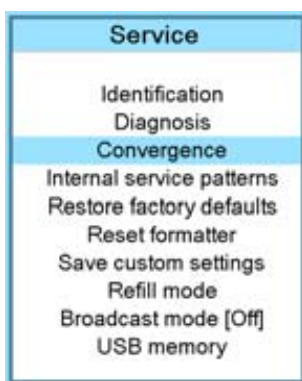 Service
Identification
Diagnosis
Convergence
Internal service patterns
Restore factory defaults
Reset formatter
Save custom settings
Refill mode
Broadcast mode [Off]
USB memory